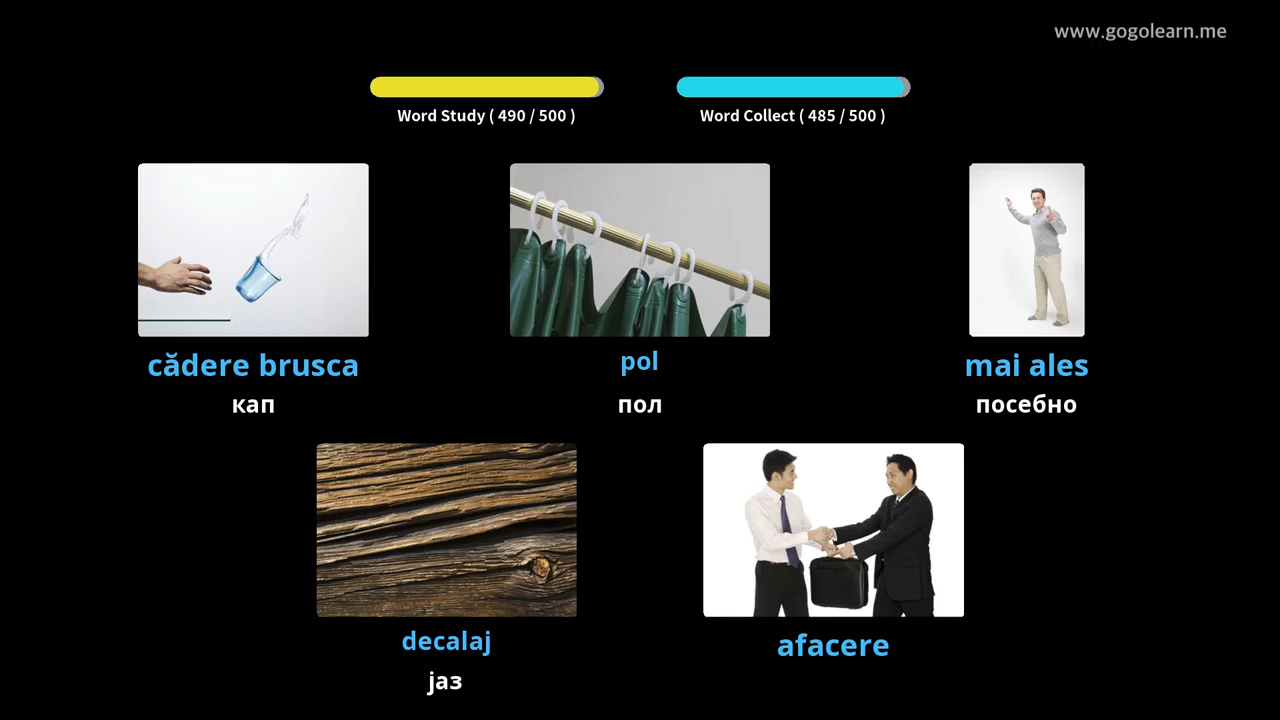 www.gogolearn.me
Word Study ( 490 / 500 )
Word Collect ( 485 / 500 )
cădere brusca
кап
pol
пол
mai ales
посебно
decalaj
јаз
afacere